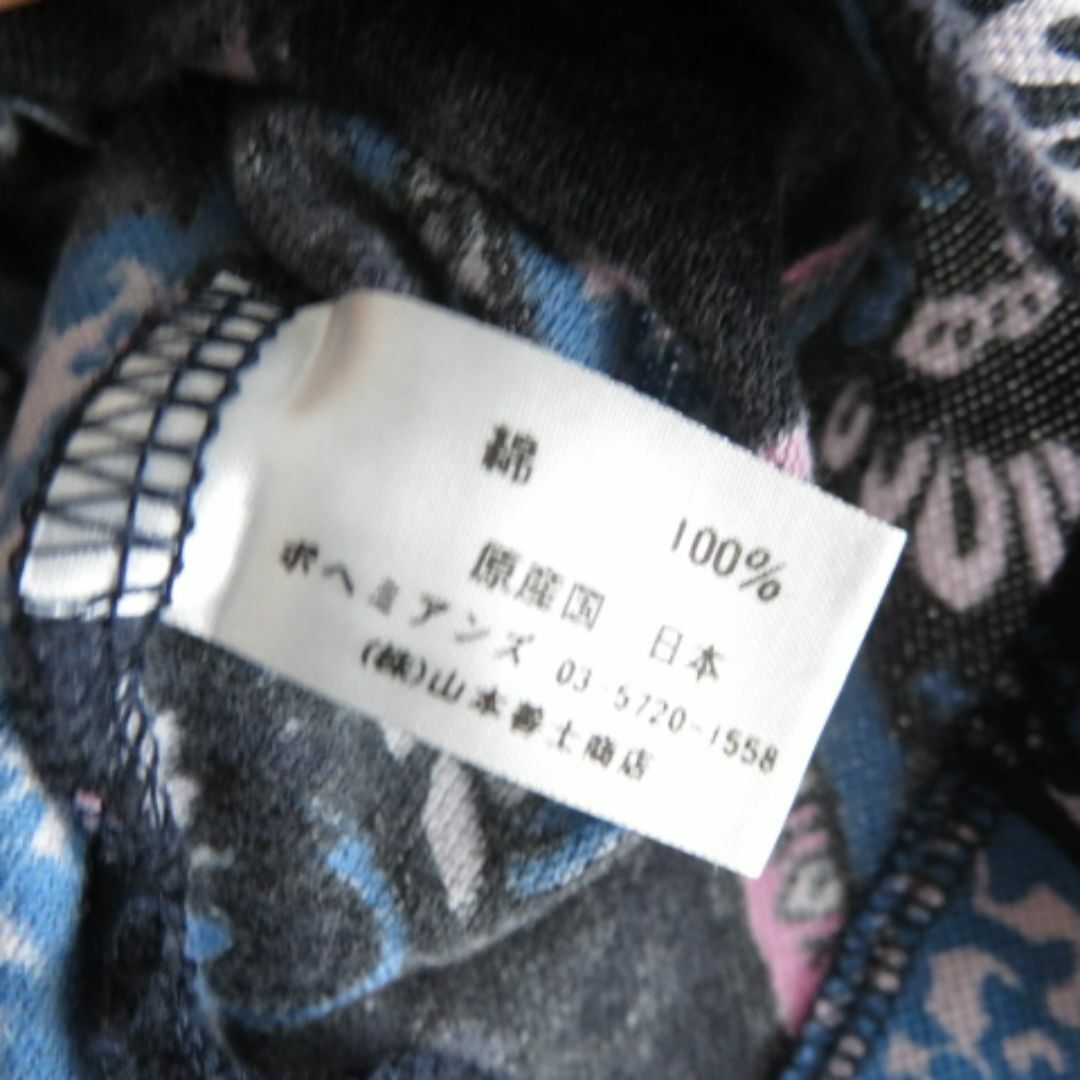 綿 100%
原産国 日本
ボヘミアンズ 03-5720-1558
(株)山本善士商店